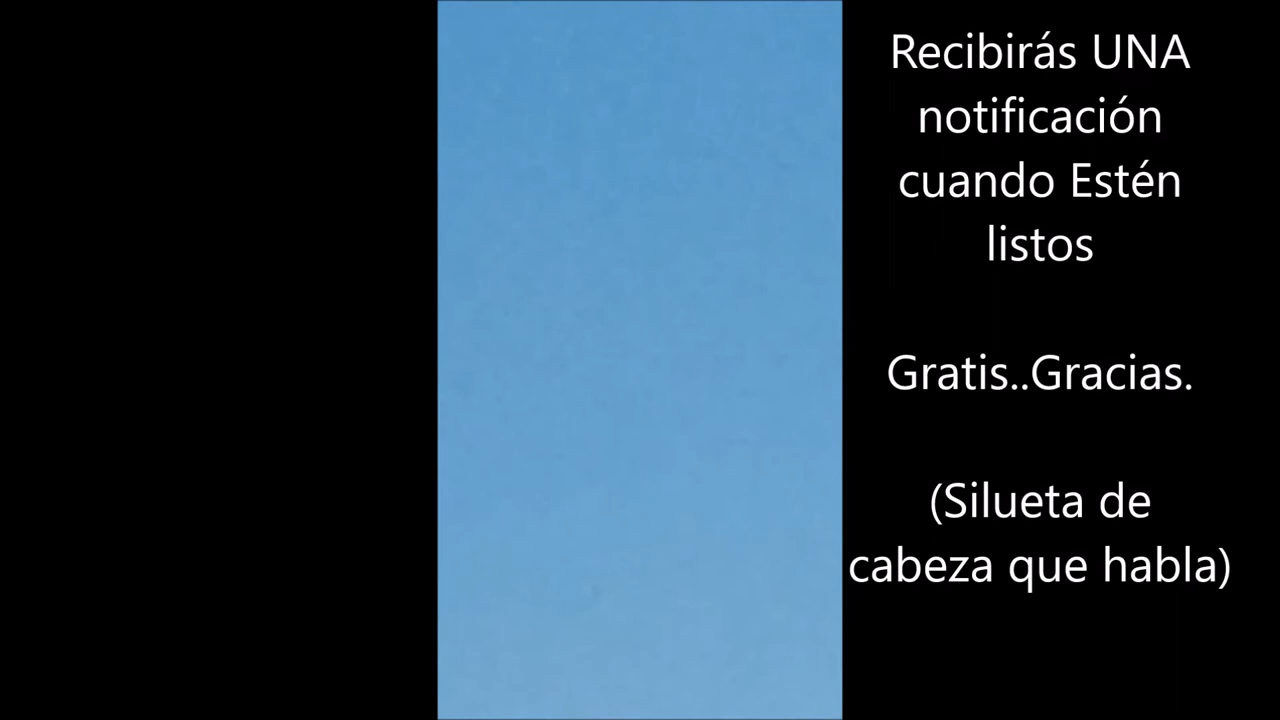 Recibirás UNA
notificación
cuando Estén
listos
Gratis..Gracias.
(Silueta de
cabeza que habla)